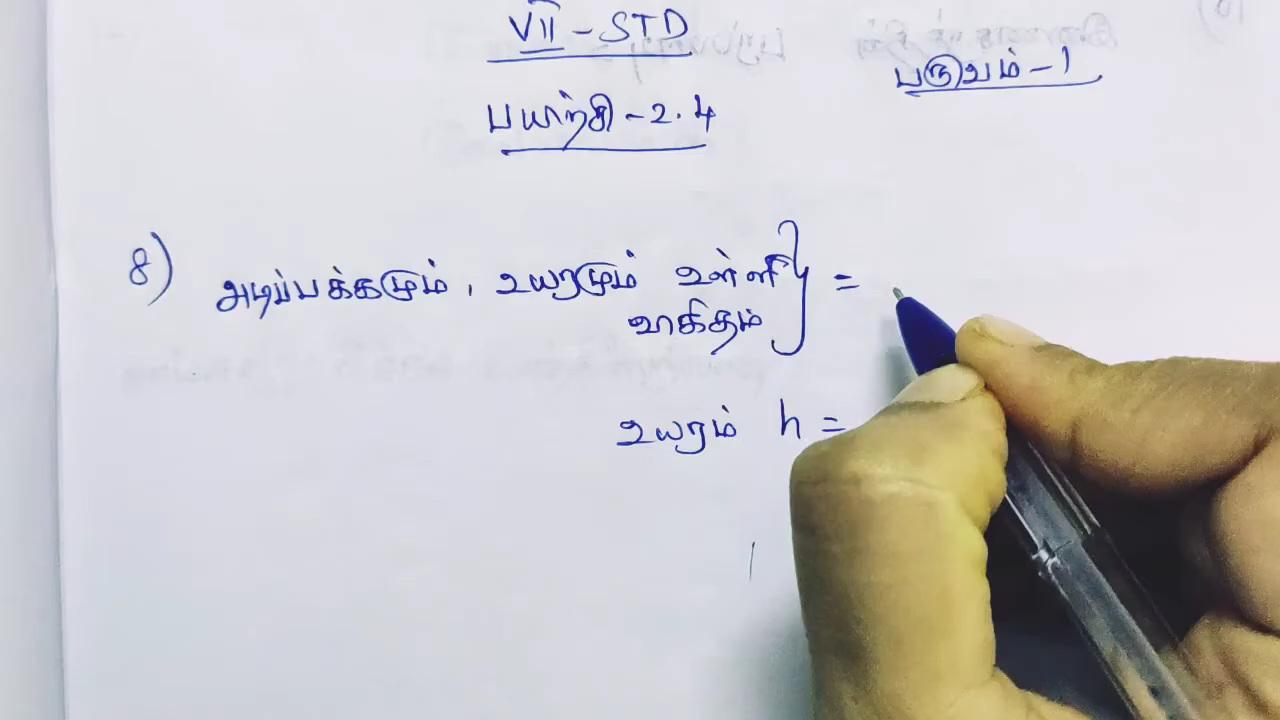 VII - STD
பருவம் - 1
பயிற்சி - 2.4
8) அடிப்பக்கமும், உயரமும் உள்ள } =
விகிதம்
உயரம் h =